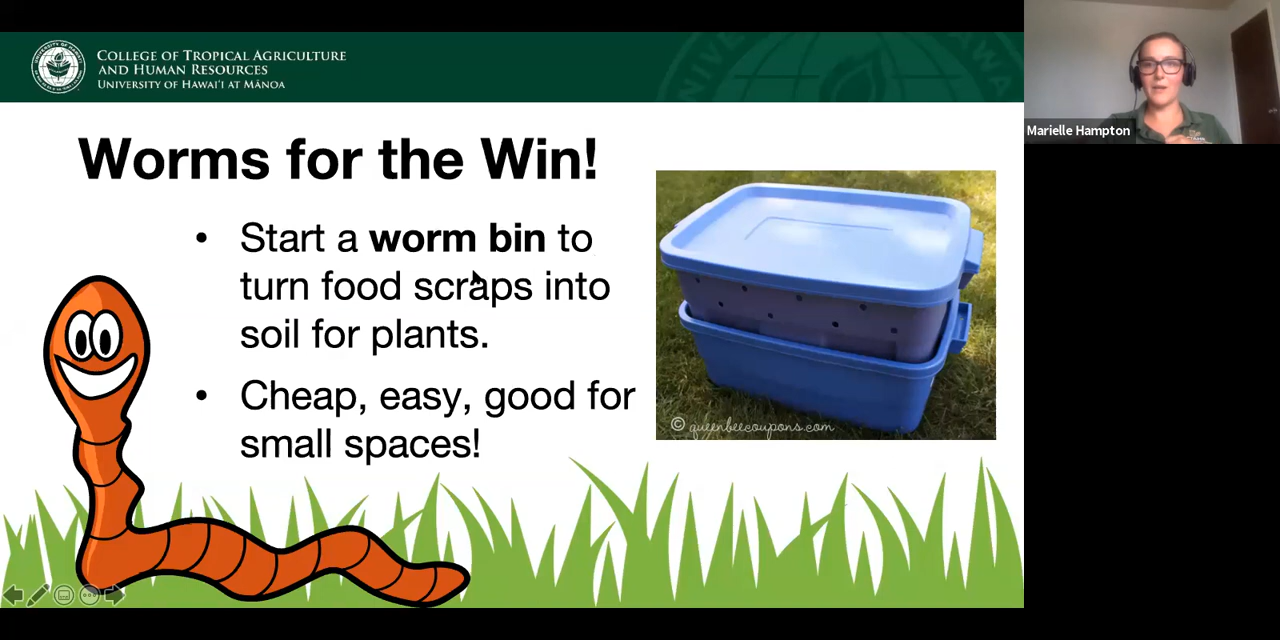 COLLEGE OF TROPICAL AGRICULTURE
AND HUMAN RESOURCES
UNIVERSITY OF HAWAI'I AT MĀNOA
Marielle Hampton
Worms for the Win!
• Start a worm bin to
turn food scraps into
soil for plants.
• Cheap, easy, good for
small spaces!
© queenbeecoupons.com